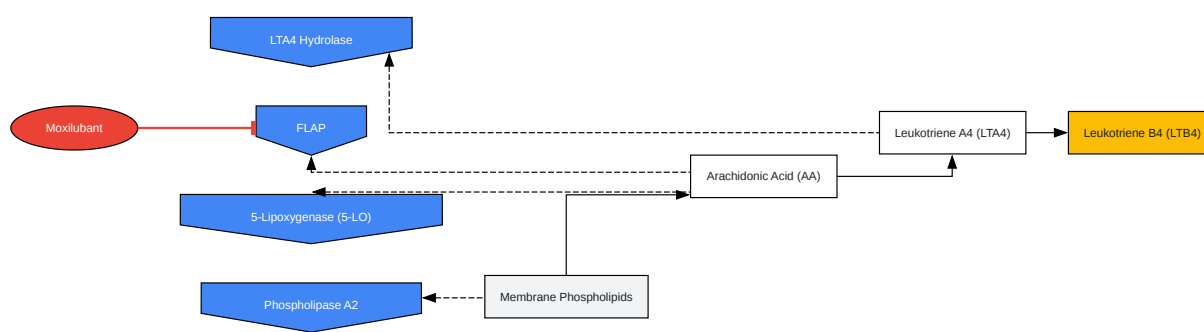 LTA4 Hydrolase
Moxilubant
FLAP
Leukotriene A4 (LTA4)
Leukotriene B4 (LTB4)
Arachidonic Acid (AA)
5-Lipoxygenase (5-LO)
Membrane Phospholipids
Phospholipase A2